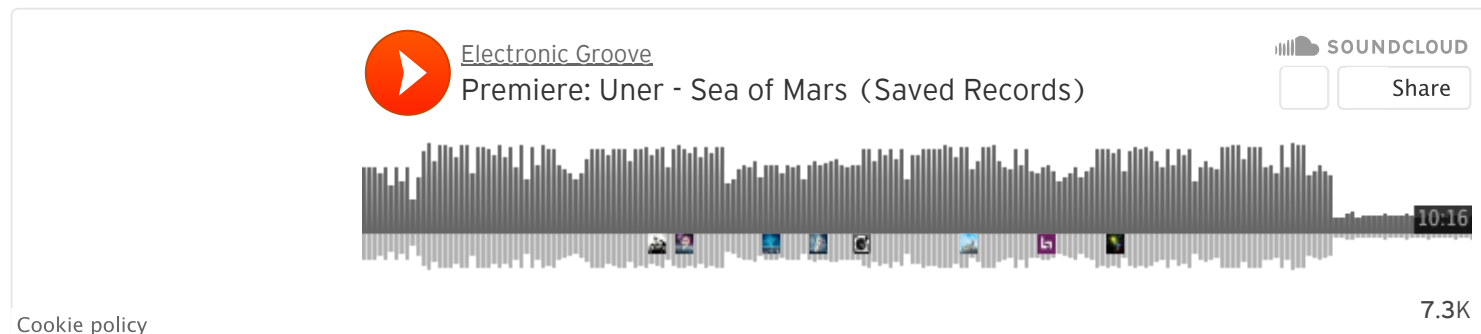 Electronic Groove
SOUNDCLOUD
Premiere: Uner - Sea of Mars (Saved Records)
Share
10:16
7.3K
Cookie policy